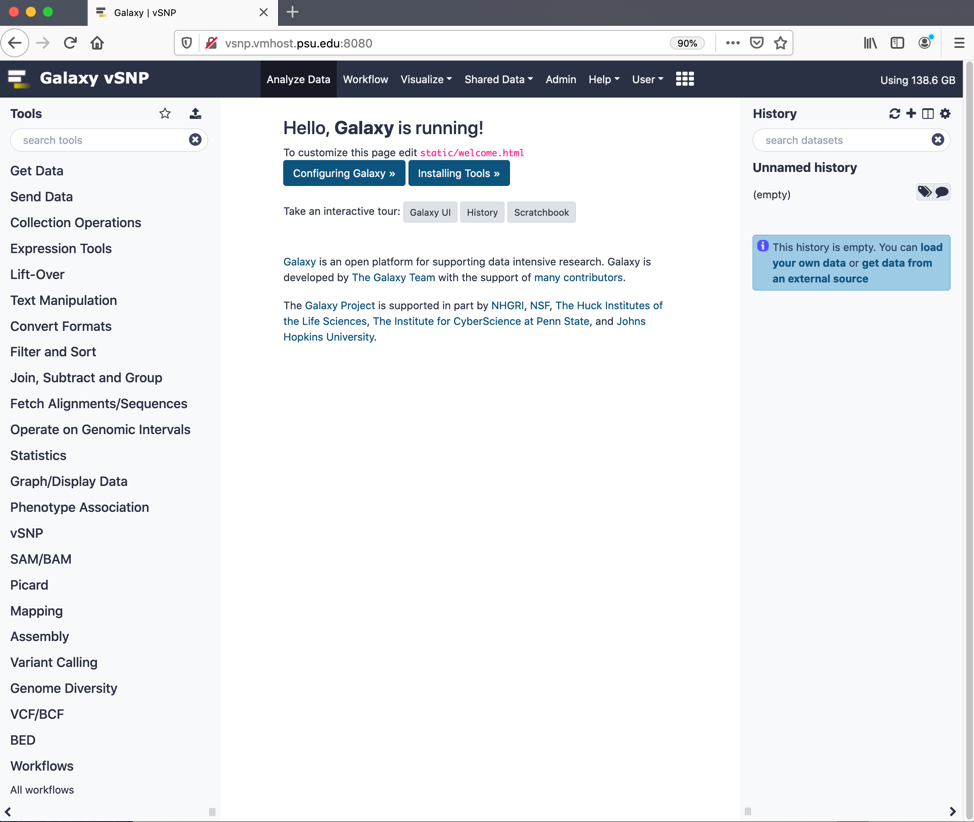 Galaxy | vSNP
vsnp.vmhost.psu.edu:8080
90%
Galaxy vSNP
Analyze Data Workflow Visualize Shared Data Admin Help User
Using 138.6 GB
Tools
search tools
Get Data
Send Data
Collection Operations
Expression Tools
Lift-Over
Text Manipulation
Convert Formats
Filter and Sort
Join, Subtract and Group
Fetch Alignments/Sequences
Operate on Genomic Intervals
Statistics
Graph/Display Data
Phenotype Association
vSNP
SAM/BAM
Picard
Mapping
Assembly
Variant Calling
Genome Diversity
VCF/BCF
BED
Workflows
All workflows
Hello, Galaxy is running!
To customize this page edit static/welcome.html
Configuring Galaxy » Installing Tools »
Take an interactive tour: Galaxy UI History Scratchbook
Galaxy is an open platform for supporting data intensive research. Galaxy is
developed by The Galaxy Team with the support of many contributors.
The Galaxy Project is supported in part by NHGRI, NSF, The Huck Institutes of
the Life Sciences, The Institute for CyberScience at Penn State, and Johns
Hopkins University.
History
search datasets
Unnamed history
(empty)
This history is empty. You can load
your own data or get data from
an external source